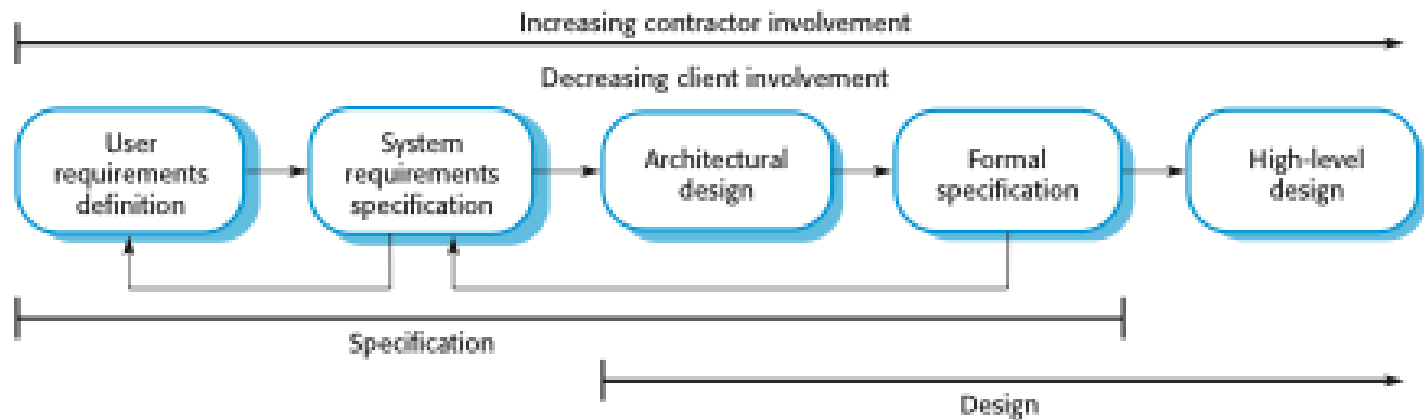 Increasing contractor involvement
Decreasing client involvement
User
requirements
definition
System
requirements
specification
Architectural
design
Formal
specification
High-level
design
Specification
Design